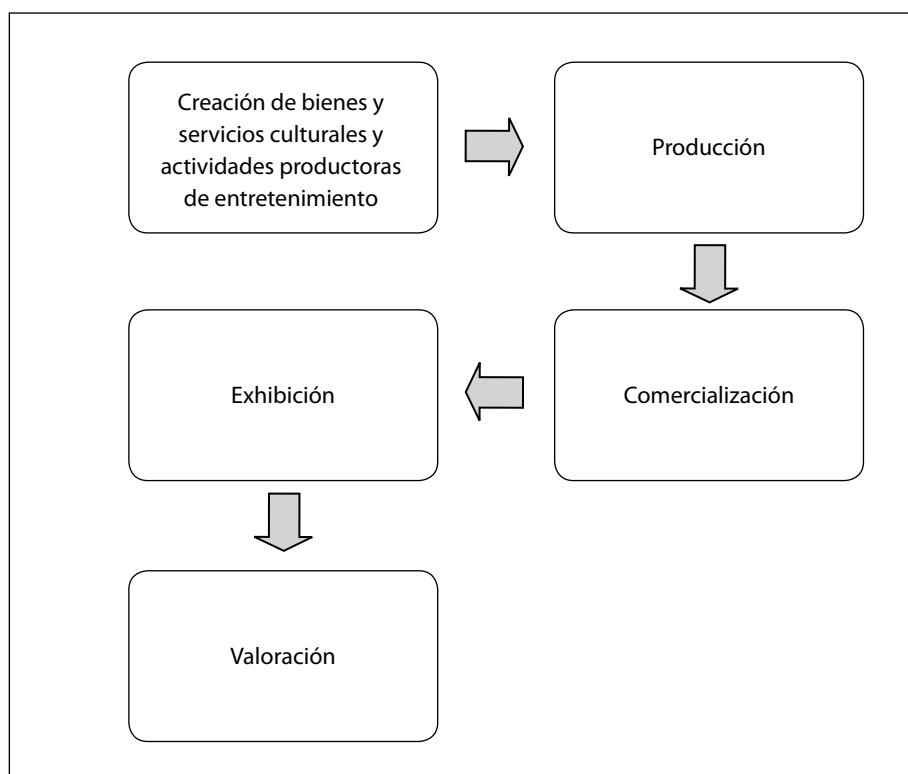 Creación de bienes y
servicios culturales y
actividades productoras
de entretenimiento
Producción
Comercialización
Exhibición
Valoración